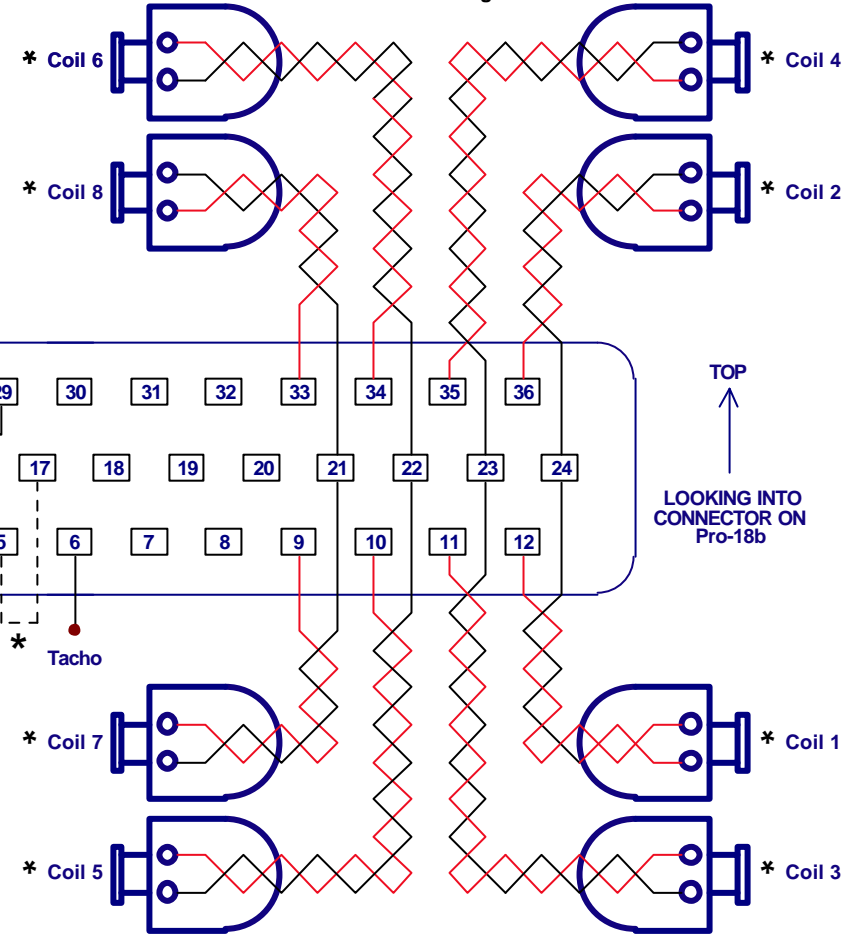 * Coil 6
* Coil 4
* Coil 8
* Coil 2
TOP
30 31 32 33 34 35 36
17 18 19 20 21 22 23 24
LOOKING INTO
CONNECTOR ON
Pro-18b
6 7 8 9 10 11 12
*
Tacho
* Coil 7
* Coil 1
* Coil 5
* Coil 3